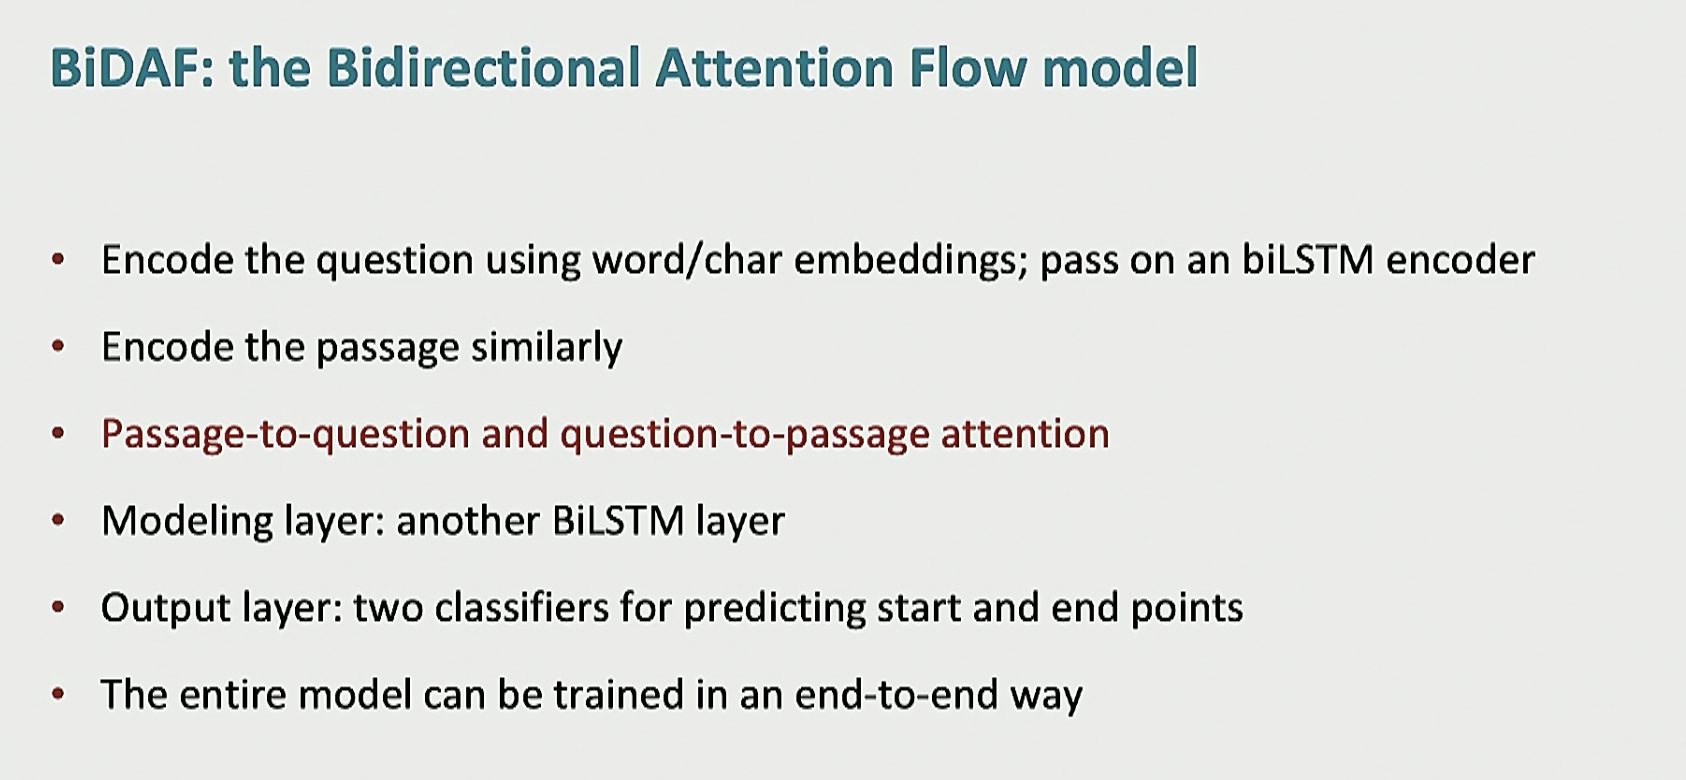 BiDAF: the Bidirectional Attention Flow model
• Encode the question using word/char embeddings; pass on an biLSTM encoder
• Encode the passage similarly
• Passage-to-question and question-to-passage attention
• Modeling layer: another BiLSTM layer
• Output layer: two classifiers for predicting start and end points
• The entire model can be trained in an end-to-end way